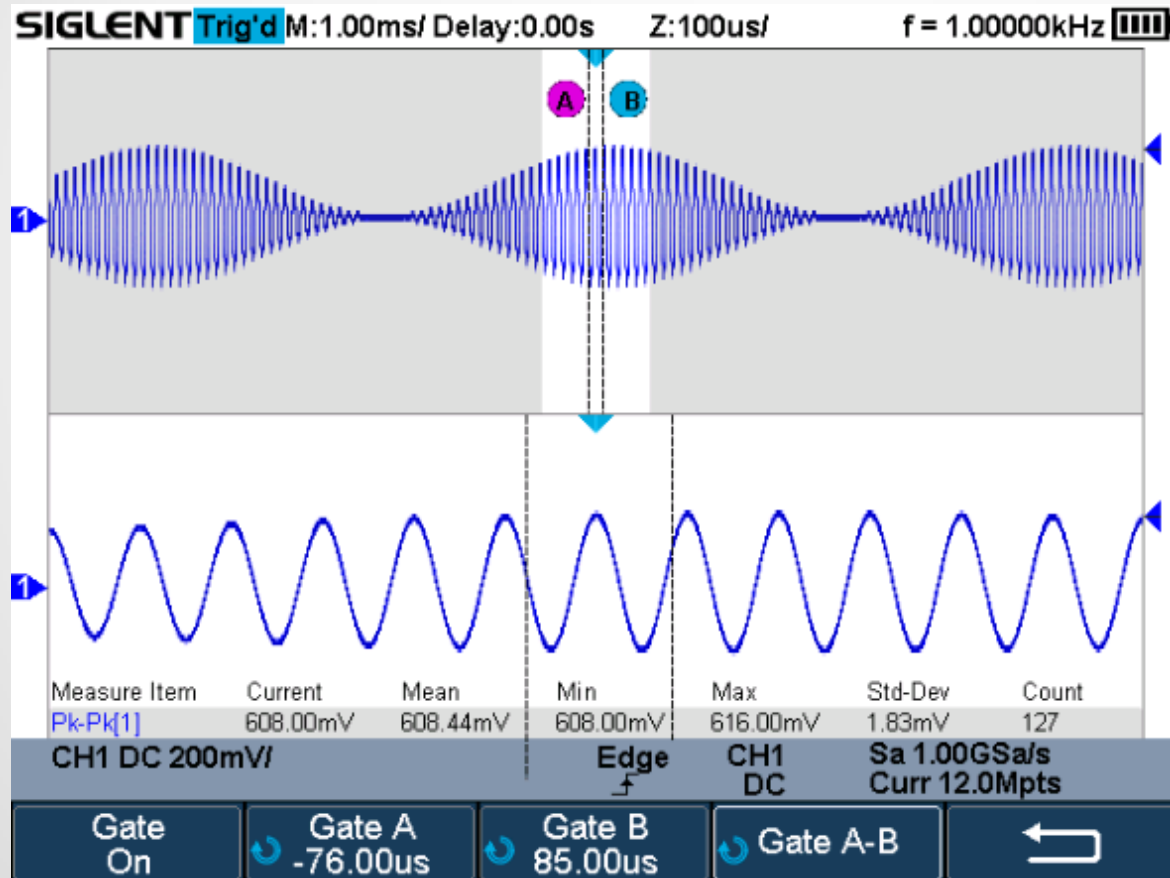 SIGLENT Trig'd M:1.00ms/ Delay:0.00s Z:100us/ f = 1.00000kHz
A B
1
1
Measure Item Current Mean Min Max Std-Dev Count
Pk-Pk[1] 608.00mV 608.44mV 608.00mV 616.00mV 1.83mV 127
CH1 DC 200mV/ Edge CH1 Sa 1.00GSa/s
DC Curr 12.0Mpts
Gate Gate A Gate B Gate A-B
On -76.00us 85.00us